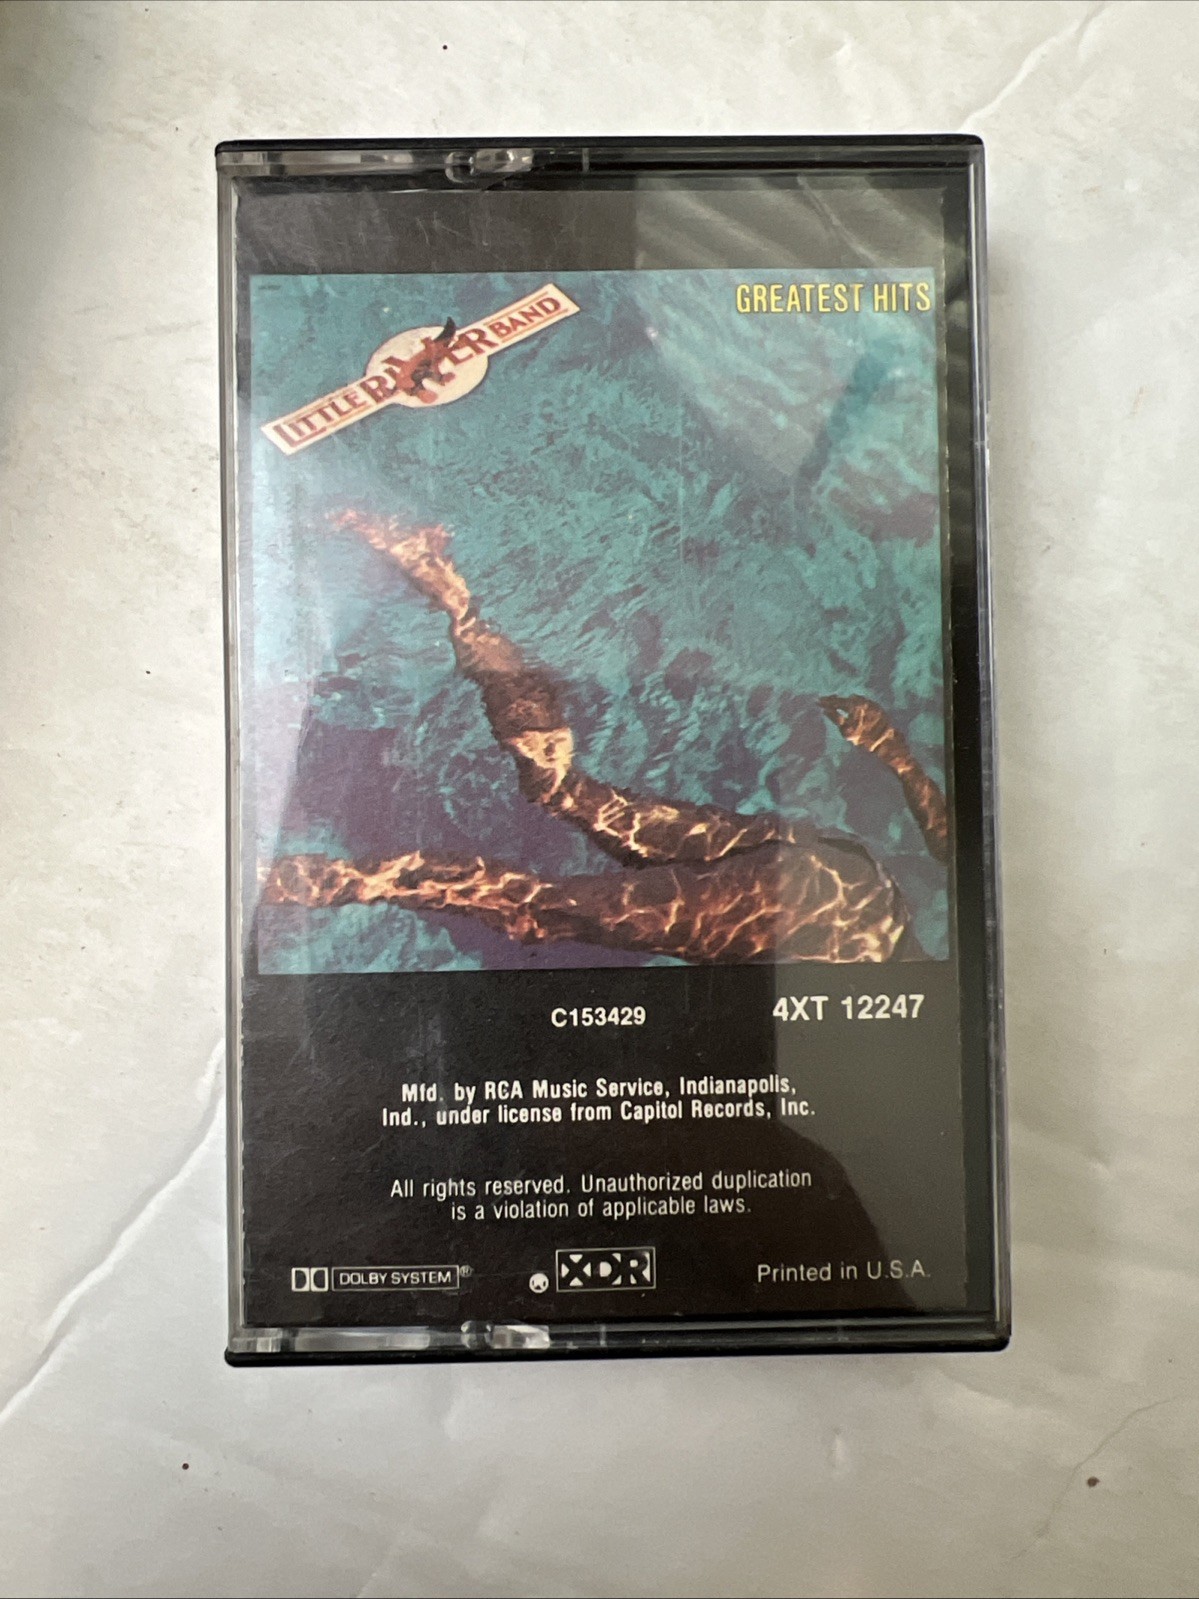 GREATEST HITS
LITTLE RIVER BAND
C153429
4XT 12247
Mfd. by RCA Music Service, Indianapolis,
Ind., under license from Capitol Records, Inc.
All rights reserved. Unauthorized duplication
is a violation of applicable laws.
DOLBY SYSTEM®
XDR
Printed in U.S.A.